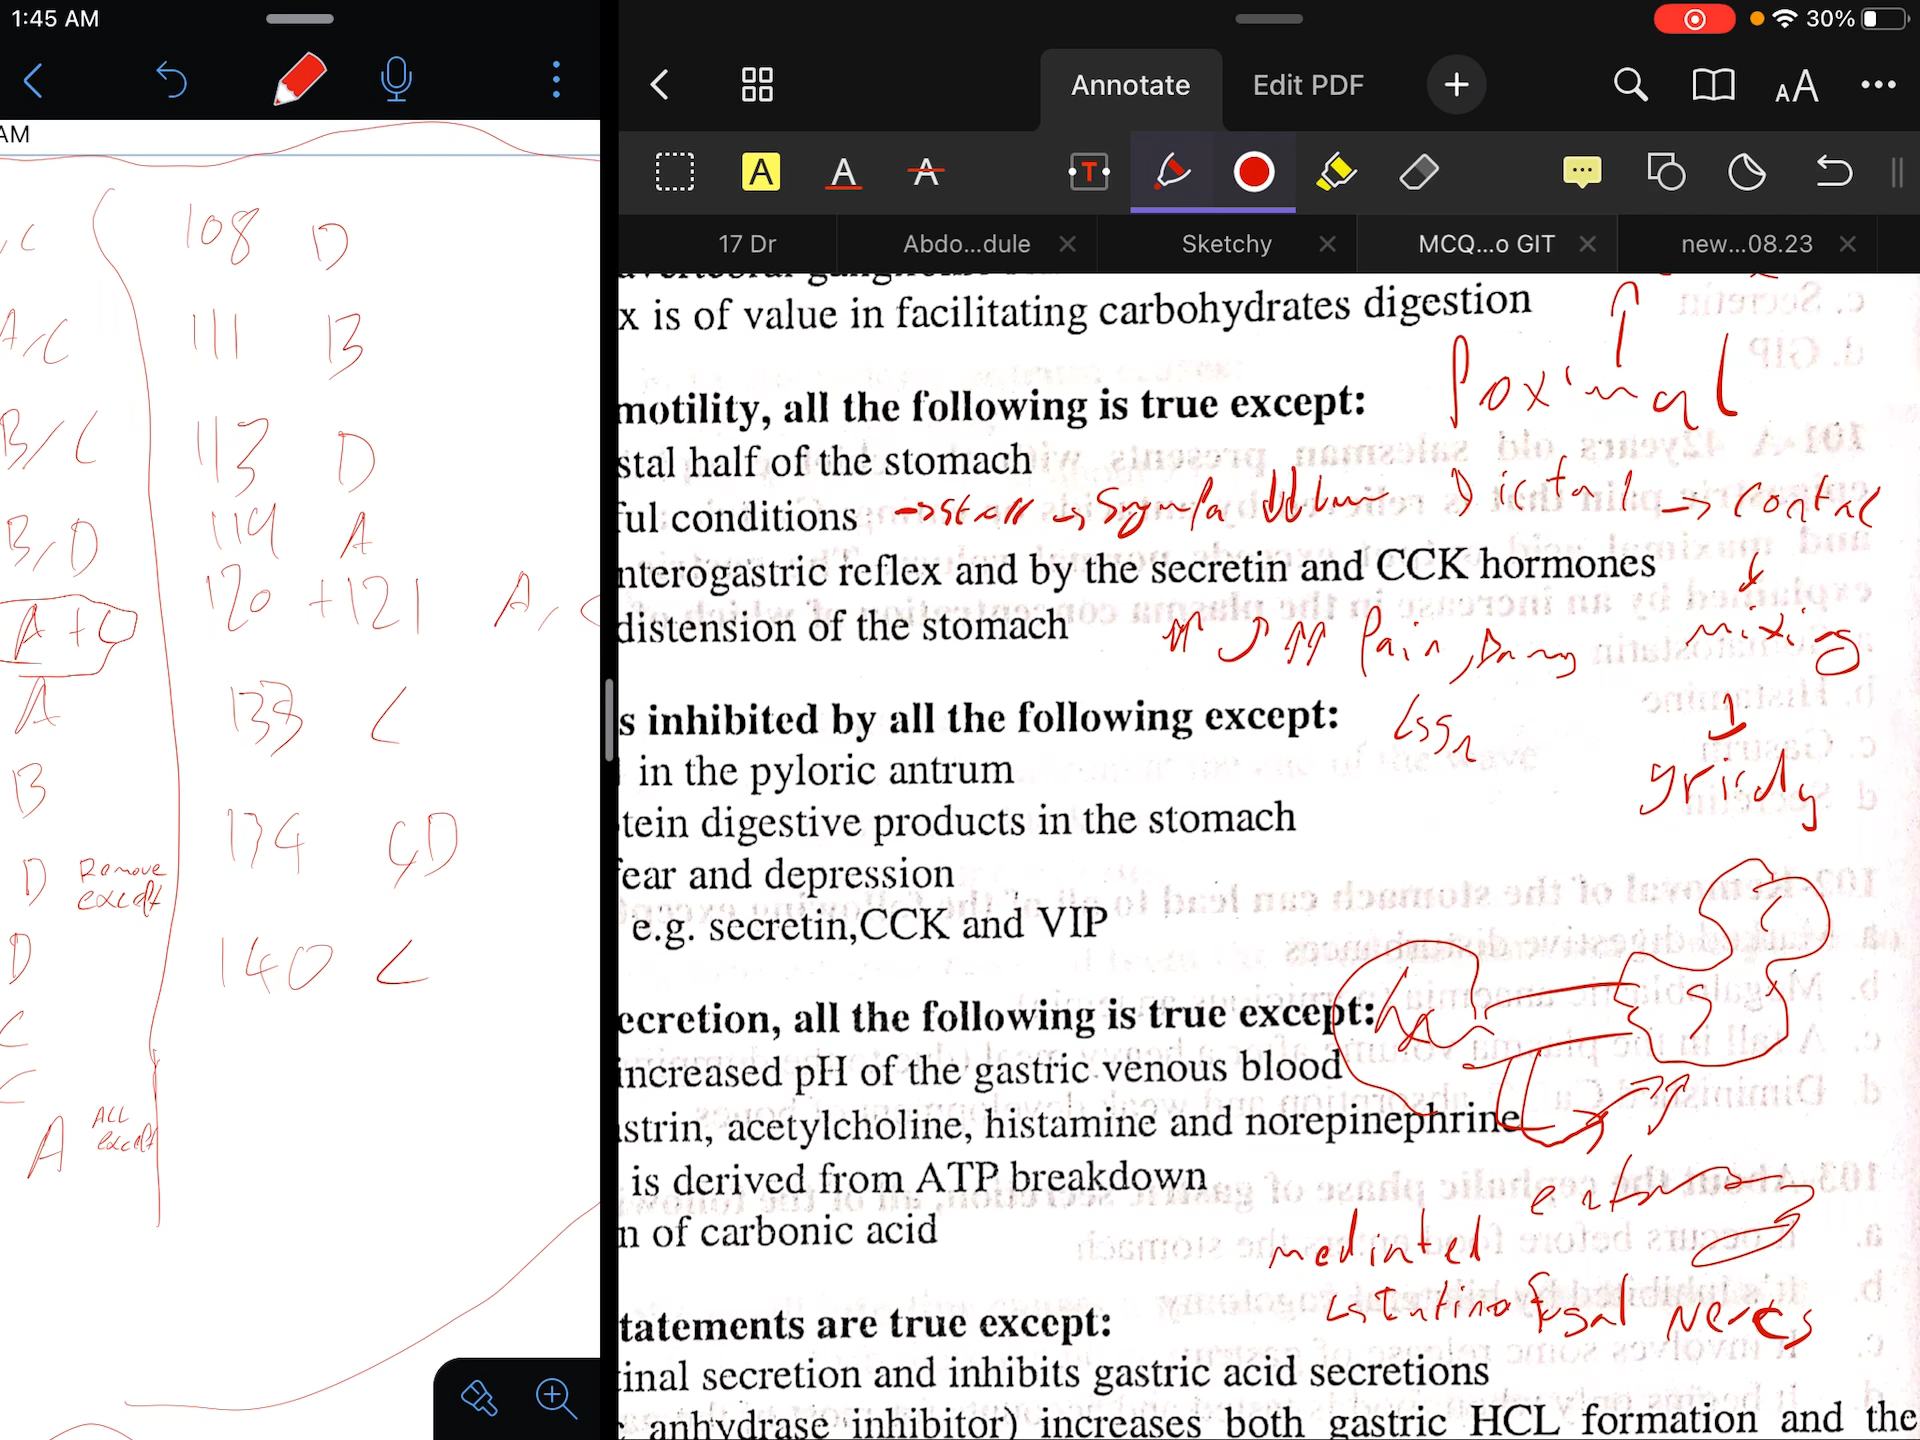 1:45 AM
30%
Annotate
Edit PDF
AA
A
A
A
T
17 Dr
Abdo...dule
Sketchy
MCQ...o GIT
new...08.23
AM
C
108 D
A/C
111 B
B/C
113 D
B/D
114 A
A+C
120 + 121 A, C
A
133 C
B
134 C/D
D Remove except
D
140 C
C
C
A ALL except
x is of value in facilitating carbohydrates digestion
Proximal
motility, all the following is true except:
stal half of the stomach
ful conditions
Distal → Contral
nterogastric reflex and by the secretin and CCK hormones
mixing
distension of the stomach
Pain,
s inhibited by all the following except:
in the pyloric antrum
tein digestive products in the stomach
fear and depression
e.g. secretin,CCK and VIP
S
ecretion, all the following is true except:
increased pH of the gastric venous blood
strin, acetylcholine, histamine and norepinephrine
is derived from ATP breakdown
n of carbonic acid
mediated
tatements are true except:
tinal secretion and inhibits gastric acid secretions
anhydrase inhibitor) increases both gastric HCL formation and the